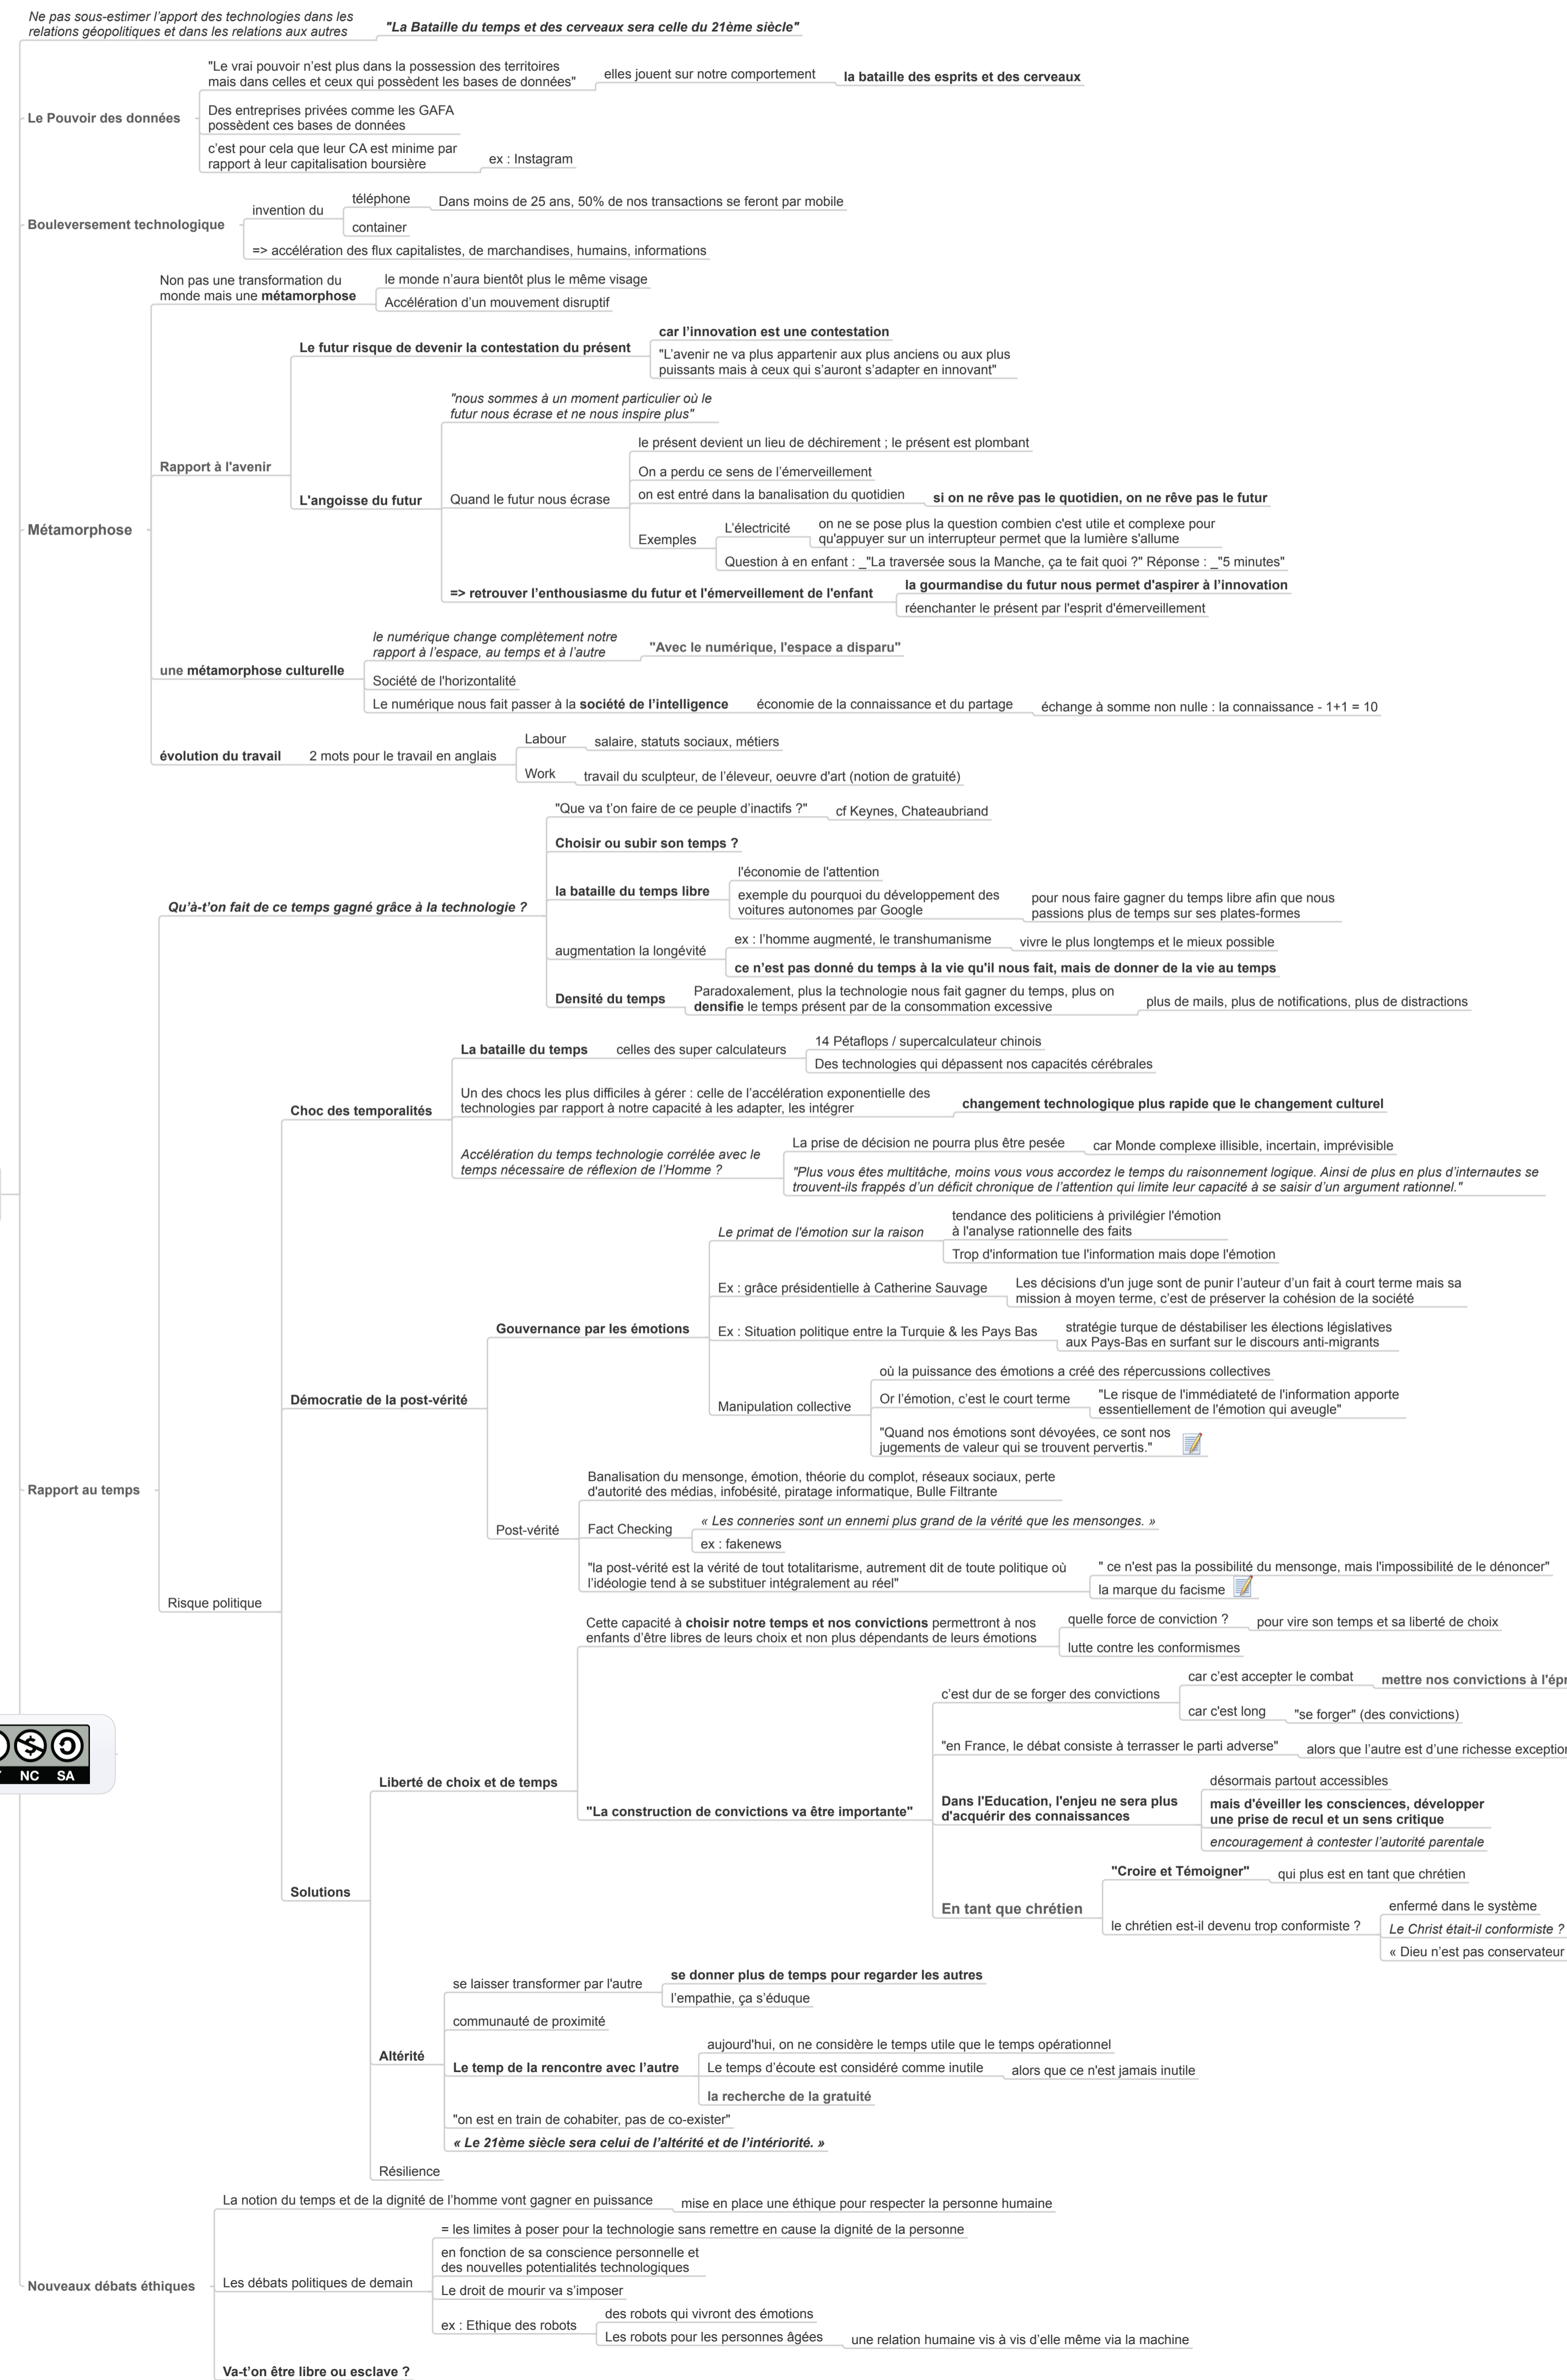 Ne pas sous-estimer l'apport des technologies dans les
relations géopolitiques et dans les relations aux autres
"La Bataille du temps et des cerveaux sera celle du 21ème siècle"
Le Pouvoir des données
"Le vrai pouvoir n'est plus dans la possession des territoires
mais dans celles et ceux qui possèdent les bases de données"
elles jouent sur notre comportement
la bataille des esprits et des cerveaux
Des entreprises privées comme les GAFA
possèdent ces bases de données
c'est pour cela que leur CA est minime par
rapport à leur capitalisation boursière
ex : Instagram
Bouleversement technologique
invention du
téléphone
Dans moins de 25 ans, 50% de nos transactions se feront par mobile
container
=> accélération des flux capitalistes, de marchandises, humains, informations
Métamorphose
Non pas une transformation du
monde mais une métamorphose
le monde n'aura bientôt plus le même visage
Accélération d'un mouvement disruptif
Rapport à l'avenir
Le futur risque de devenir la contestation du présent
car l'innovation est une contestation
"L'avenir ne va plus appartenir aux plus anciens ou aux plus
puissants mais à ceux qui s'auront s'adapter en innovant"
L'angoisse du futur
"nous sommes à un moment particulier où le
futur nous écrase et ne nous inspire plus"
Quand le futur nous écrase
le présent devient un lieu de déchirement ; le présent est plombant
On a perdu ce sens de l'émerveillement
on est entré dans la banalisation du quotidien
si on ne rêve pas le quotidien, on ne rêve pas le futur
Exemples
L'électricité
on ne se pose plus la question combien c'est utile et complexe pour
qu'appuyer sur un interrupteur permet que la lumière s'allume
Question à en enfant : _"La traversée sous la Manche, ça te fait quoi ?" Réponse : _"5 minutes"
=> retrouver l'enthousiasme du futur et l'émerveillement de l'enfant
la gourmandise du futur nous permet d'aspirer à l'innovation
réenchanter le présent par l'esprit d'émerveillement
une métamorphose culturelle
le numérique change complètement notre
rapport à l'espace, au temps et à l'autre
"Avec le numérique, l'espace a disparu"
Société de l'horizontalité
Le numérique nous fait passer à la société de l'intelligence
économie de la connaissance et du partage
échange à somme non nulle : la connaissance - 1+1 = 10
évolution du travail
2 mots pour le travail en anglais
Labour
salaire, statuts sociaux, métiers
Work
travail du sculpteur, de l'éleveur, oeuvre d'art (notion de gratuité)
Rapport au temps
Qu'à-t'on fait de ce temps gagné grâce à la technologie ?
"Que va t'on faire de ce peuple d'inactifs ?"
cf Keynes, Chateaubriand
Choisir ou subir son temps ?
la bataille du temps libre
l'économie de l'attention
exemple du pourquoi du développement des
voitures autonomes par Google
pour nous faire gagner du temps libre afin que nous
passions plus de temps sur ses plates-formes
augmentation la longévité
ex : l'homme augmenté, le transhumanisme
vivre le plus longtemps et le mieux possible
ce n'est pas donné du temps à la vie qu'il nous fait, mais de donner de la vie au temps
Densité du temps
Paradoxalement, plus la technologie nous fait gagner du temps, plus on
densifie le temps présent par de la consommation excessive
plus de mails, plus de notifications, plus de distractions
Risque politique
Choc des temporalités
La bataille du temps
celles des super calculateurs
14 Pétaflops / supercalculateur chinois
Des technologies qui dépassent nos capacités cérébrales
Un des chocs les plus difficiles à gérer : celle de l'accélération exponentielle des
technologies par rapport à notre capacité à les adapter, les intégrer
changement technologique plus rapide que le changement culturel
Accélération du temps technologie corrélée avec le
temps nécessaire de réflexion de l'Homme ?
La prise de décision ne pourra plus être pesée
car Monde complexe illisible, incertain, imprévisible
"Plus vous êtes multitâche, moins vous vous accordez le temps du raisonnement logique. Ainsi de plus en plus d'internautes se
trouvent-ils frappés d'un déficit chronique de l'attention qui limite leur capacité à se saisir d'un argument rationnel."
Démocratie de la post-vérité
Gouvernance par les émotions
Le primat de l'émotion sur la raison
tendance des politiciens à privilégier l'émotion
à l'analyse rationnelle des faits
Trop d'information tue l'information mais dope l'émotion
Ex : grâce présidentielle à Catherine Sauvage
Les décisions d'un juge sont de punir l'auteur d'un fait à court terme mais sa
mission à moyen terme, c'est de préserver la cohésion de la société
Ex : Situation politique entre la Turquie & les Pays Bas
stratégie turque de déstabiliser les élections législatives
aux Pays-Bas en surfant sur le discours anti-migrants
Manipulation collective
où la puissance des émotions a créé des répercussions collectives
Or l'émotion, c'est le court terme
"Le risque de l'immédiateté de l'information apporte
essentiellement de l'émotion qui aveugle"
"Quand nos émotions sont dévoyées, ce sont nos
jugements de valeur qui se trouvent pervertis."
Post-vérité
Banalisation du mensonge, émotion, théorie du complot, réseaux sociaux, perte
d'autorité des médias, infobésité, piratage informatique, Bulle Filtrante
Fact Checking
« Les conneries sont un ennemi plus grand de la vérité que les mensonges. »
ex : fakenews
"la post-vérité est la vérité de tout totalitarisme, autrement dit de toute politique où
l'idéologie tend à se substituer intégralement au réel"
" ce n'est pas la possibilité du mensonge, mais l'impossibilité de le dénoncer"
la marque du facisme
Solutions
Liberté de choix et de temps
Cette capacité à choisir notre temps et nos convictions permettront à nos
enfants d'être libres de leurs choix et non plus dépendants de leurs émotions
quelle force de conviction ?
pour vire son temps et sa liberté de choix
lutte contre les conformismes
"La construction de convictions va être importante"
c'est dur de se forger des convictions
car c'est accepter le combat
mettre nos convictions à l'épr
car c'est long
"se forger" (des convictions)
"en France, le débat consiste à terrasser le parti adverse"
alors que l'autre est d'une richesse exception
Dans l'Education, l'enjeu ne sera plus
d'acquérir des connaissances
désormais partout accessibles
mais d'éveiller les consciences, développer
une prise de recul et un sens critique
encouragement à contester l'autorité parentale
En tant que chrétien
"Croire et Témoigner"
qui plus est en tant que chrétien
le chrétien est-il devenu trop conformiste ?
enfermé dans le système
Le Christ était-il conformiste ?
« Dieu n'est pas conservateur
Altérité
se laisser transformer par l'autre
se donner plus de temps pour regarder les autres
l'empathie, ça s'éduque
communauté de proximité
Le temp de la rencontre avec l'autre
aujourd'hui, on ne considère le temps utile que le temps opérationnel
Le temps d'écoute est considéré comme inutile
alors que ce n'est jamais inutile
la recherche de la gratuité
"on est en train de cohabiter, pas de co-exister"
« Le 21ème siècle sera celui de l'altérité et de l'intériorité. »
Résilience
NC SA
Nouveaux débats éthiques
La notion du temps et de la dignité de l'homme vont gagner en puissance
mise en place une éthique pour respecter la personne humaine
Les débats politiques de demain
= les limites à poser pour la technologie sans remettre en cause la dignité de la personne
en fonction de sa conscience personnelle et
des nouvelles potentialités technologiques
Le droit de mourir va s'imposer
ex : Ethique des robots
des robots qui vivront des émotions
Les robots pour les personnes âgées
une relation humaine vis à vis d'elle même via la machine
Va-t'on être libre ou esclave ?